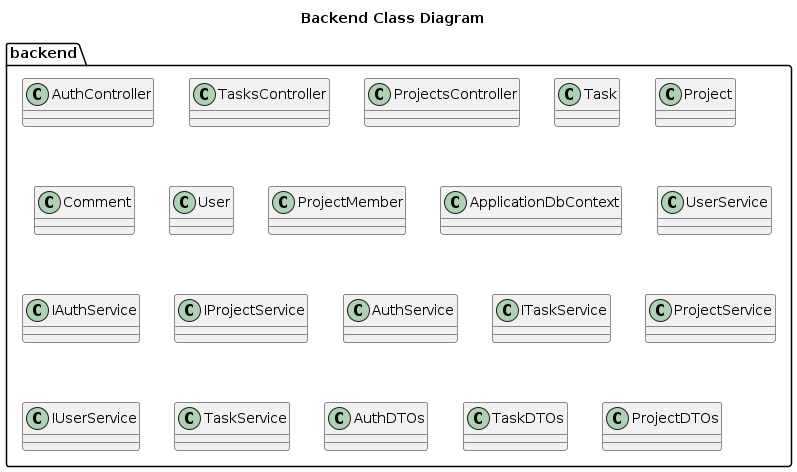 Backend Class Diagram
backend
C AuthController C TasksController C ProjectsController C Task C Project
C Comment C User C ProjectMember C ApplicationDbContext C UserService
C IAuthService C IProjectService C AuthService C ITaskService C ProjectService
C IUserService C TaskService C AuthDTOs C TaskDTOs C ProjectDTOs